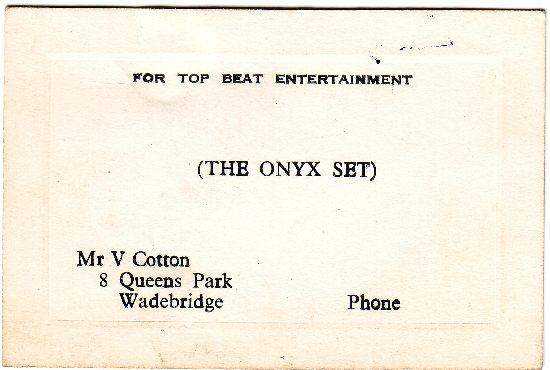 FOR TOP BEAT ENTERTAINMENT
(THE ONYX SET)
Mr V Cotton
8 Queens Park
Wadebridge Phone